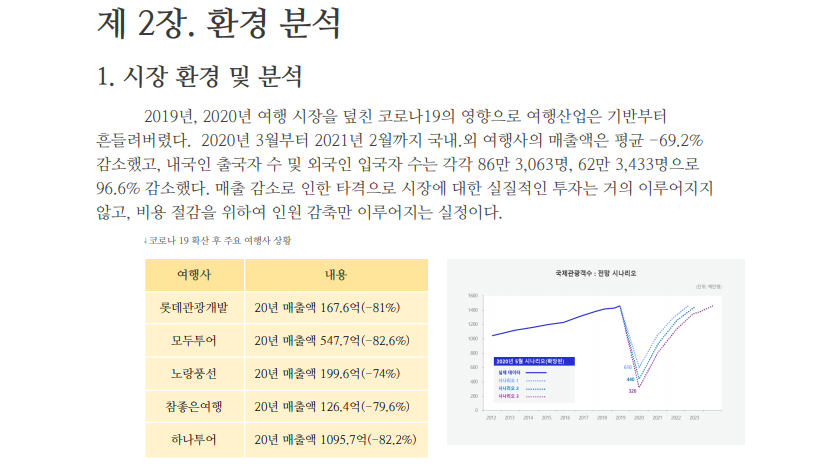 제 2장. 환경 분석
1. 시장 환경 및 분석
2019년, 2020년 여행 시장을 덮친 코로나19의 영향으로 여행산업은 기반부터
흔들려버렸다. 2020년 3월부터 2021년 2월까지 국내.외 여행사의 매출액은 평균 -69.2%
감소했고, 내국인 출국자 수 및 외국인 입국자 수는 각각 86만 3,063명, 62만 3,433명으로
96.6% 감소했다. 매출 감소로 인한 타격으로 시장에 대한 실질적인 투자는 거의 이루어지지
않고, 비용 절감을 위하여 인원 감축만 이루어지는 실정이다.
↓코로나 19 확산 후 주요 여행사 상황
여행사 내용
롯데관광개발 20년 매출액 167.6억(-81%)
모두투어 20년 매출액 547.7억(-82.6%)
노랑풍선 20년 매출액 199.6억(-74%)
참좋은여행 20년 매출액 126.4억(-79.6%)
하나투어 20년 매출액 1095.7억(-82.2%)
국제관광객수 : 전망 시나리오
(단위: 백만명)
1600
1400
1200
1000
800
600
400
200
0
2020년 5월 시나리오(확장판)
실제 데이터
시나리오 1
시나리오 2
시나리오 3
610
440
320
2012 2013 2014 2015 2016 2017 2018 2019 2020 2021 2022 2023